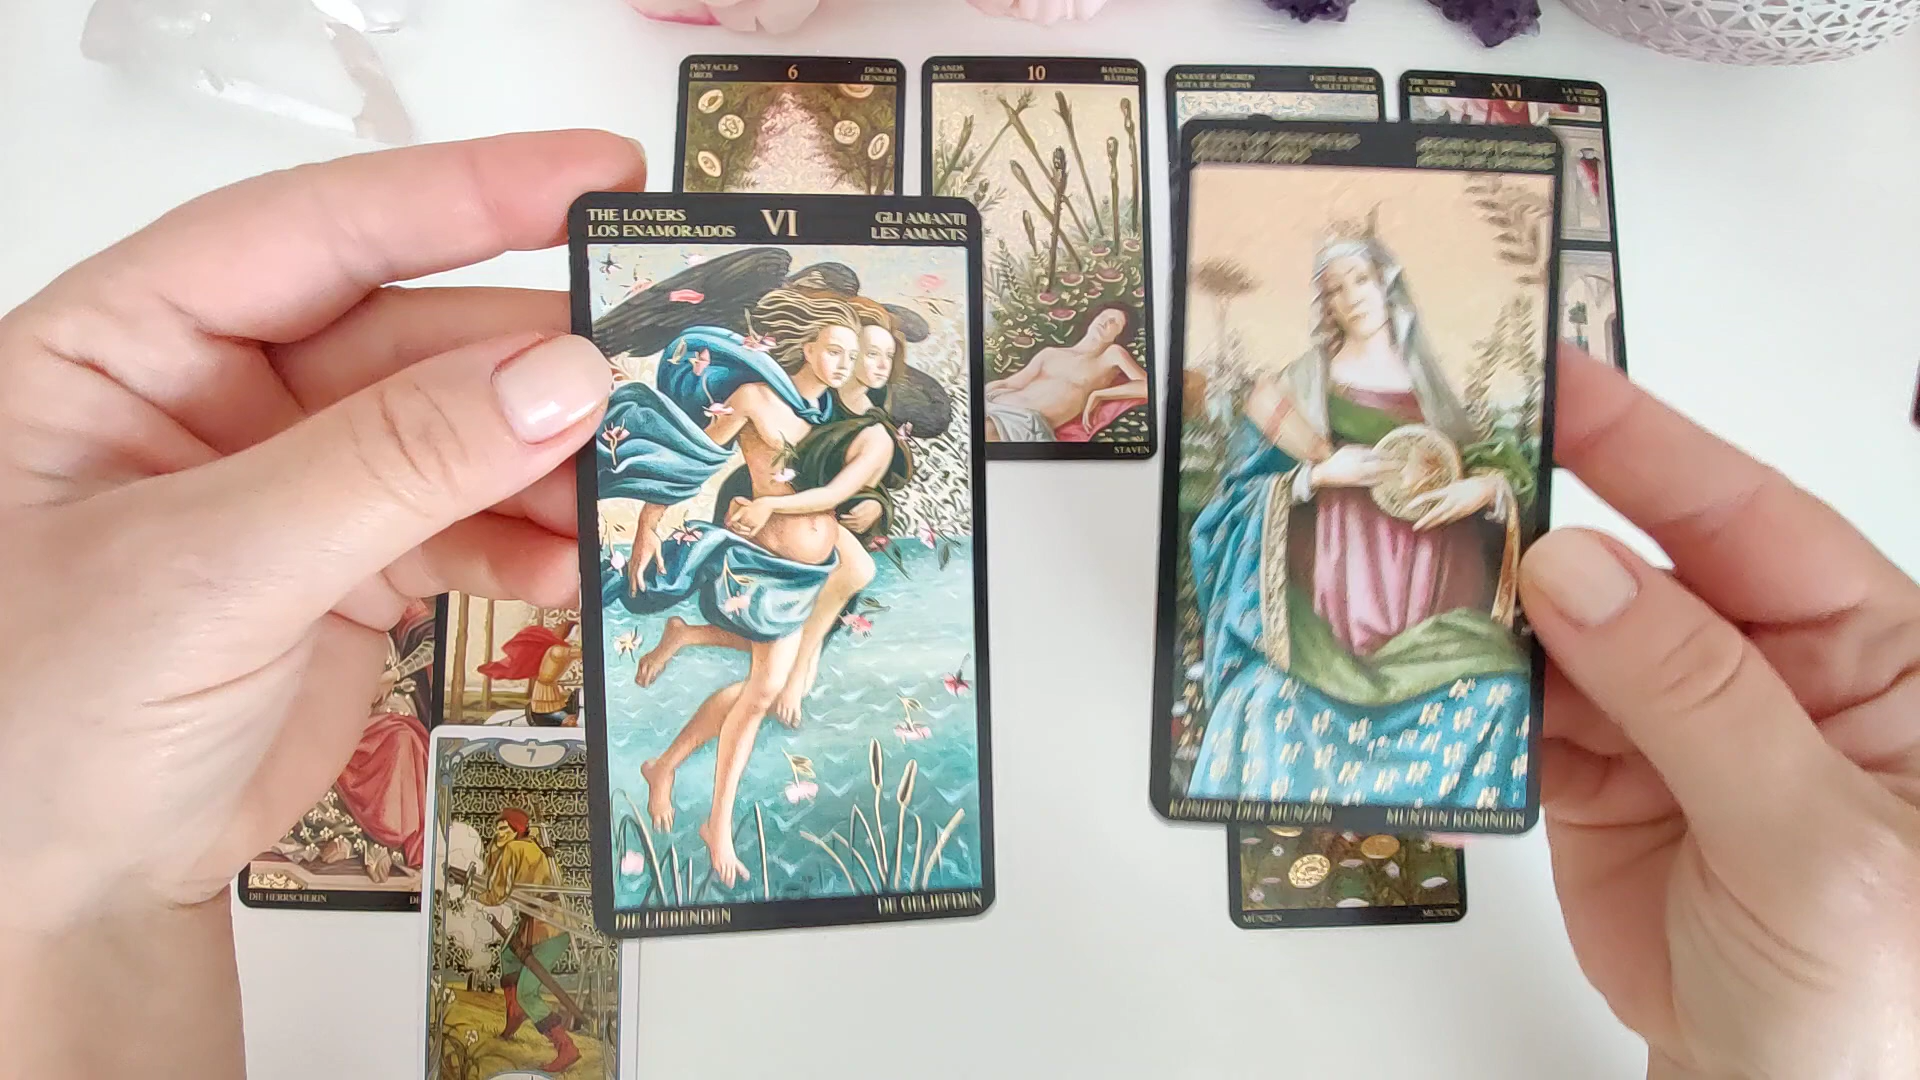 PENTACLES
OROS
6
DENARI
DENIERS
WANDS
BASTOS
10
BASTONI
BÂTONS
KNAVE OF SWORDS
SOTA DE ESPADAS
FANTE DI SPADE
VALET D'ÉPÉES
THE TOWER
LA TORRE
XVI
LA TORRE
LA TOUR
THE LOVERS
LOS ENAMORADOS
VI
GLI AMANTI
LES AMANTS
STAVEN
7
KÖNIGIN DER MÜNZEN
MUNTEN KONINGIN
DIE HERRSCHERIN
DIE LIEBENDEN
DE GELIEFDEN
MÜNZEN
MUNTEN